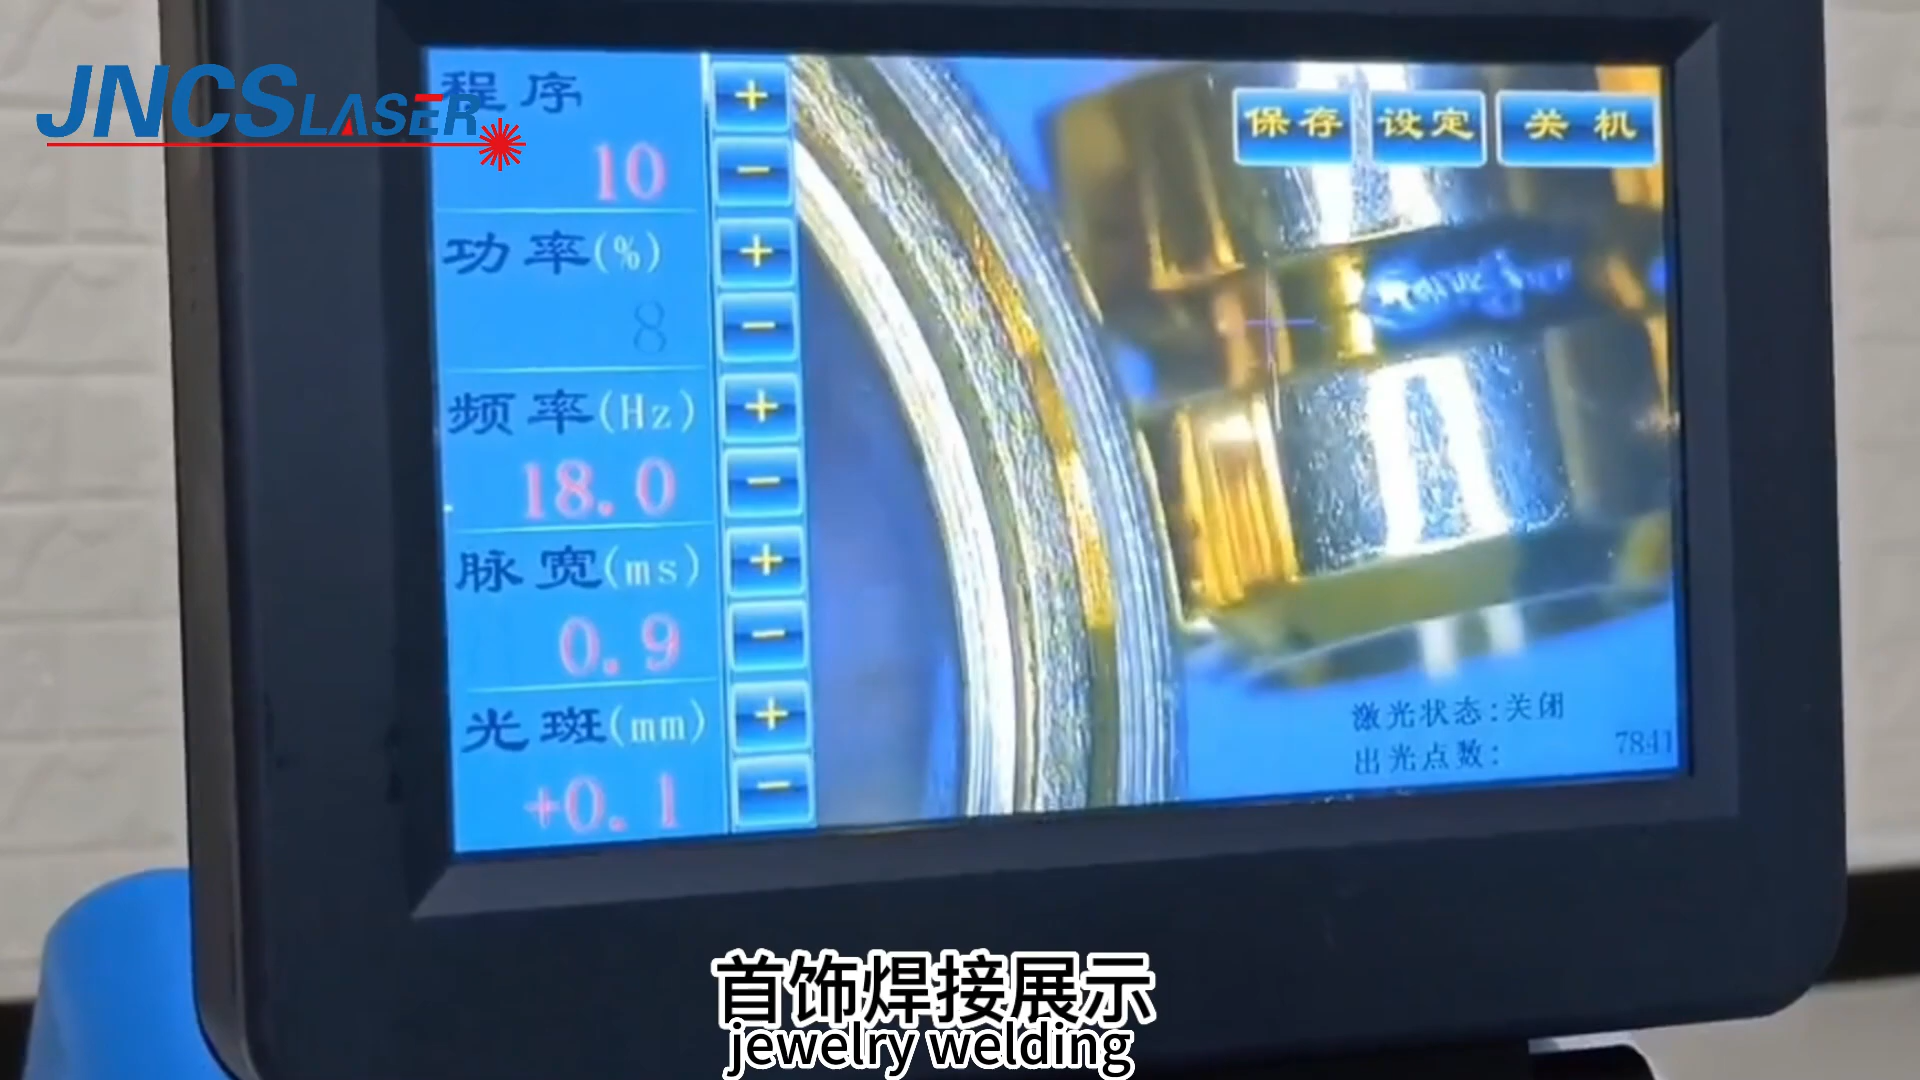 JNCS LASER
程序
10
功率(%)
8
频率(Hz)
18.0
脉宽(ms)
0.9
光斑(mm)
+0.1
保存 设定 关机
激光状态:关闭
出光点数: 7841
首饰焊接展示
jewelry welding